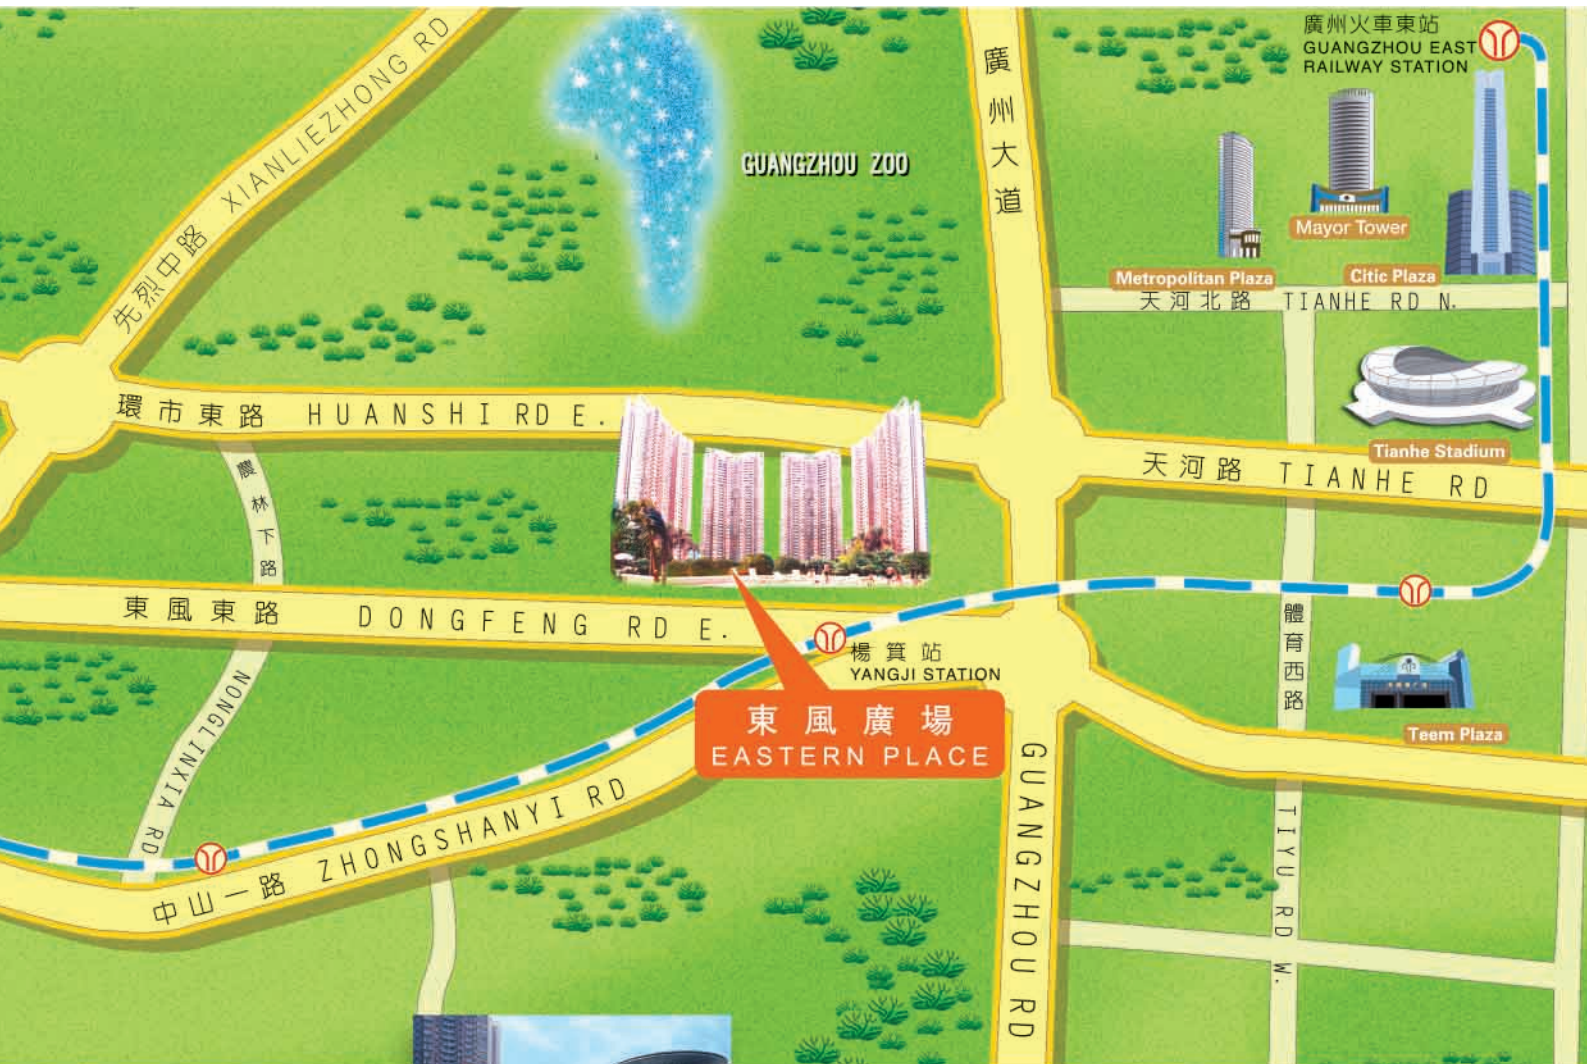 先烈中路 XIANLIEZHONG RD
廣州大道
廣州火車東站
GUANGZHOU EAST
RAILWAY STATION
GUANGZHOU ZOO
Mayor Tower
Metropolitan Plaza
Citic Plaza
天河北路 TIANHE RD N.
環市東路 HUANSHI RD E.
Tianhe Stadium
天河路 TIANHE RD
農林下路
東風東路 DONGFENG RD E.
楊箕站
YANGJI STATION
體育西路
NONGLINXIA RD
東風廣場
EASTERN PLACE
Teem Plaza
中山一路 ZHONGSHANYI RD
GUANGZHOU RD
TIYU RD W.